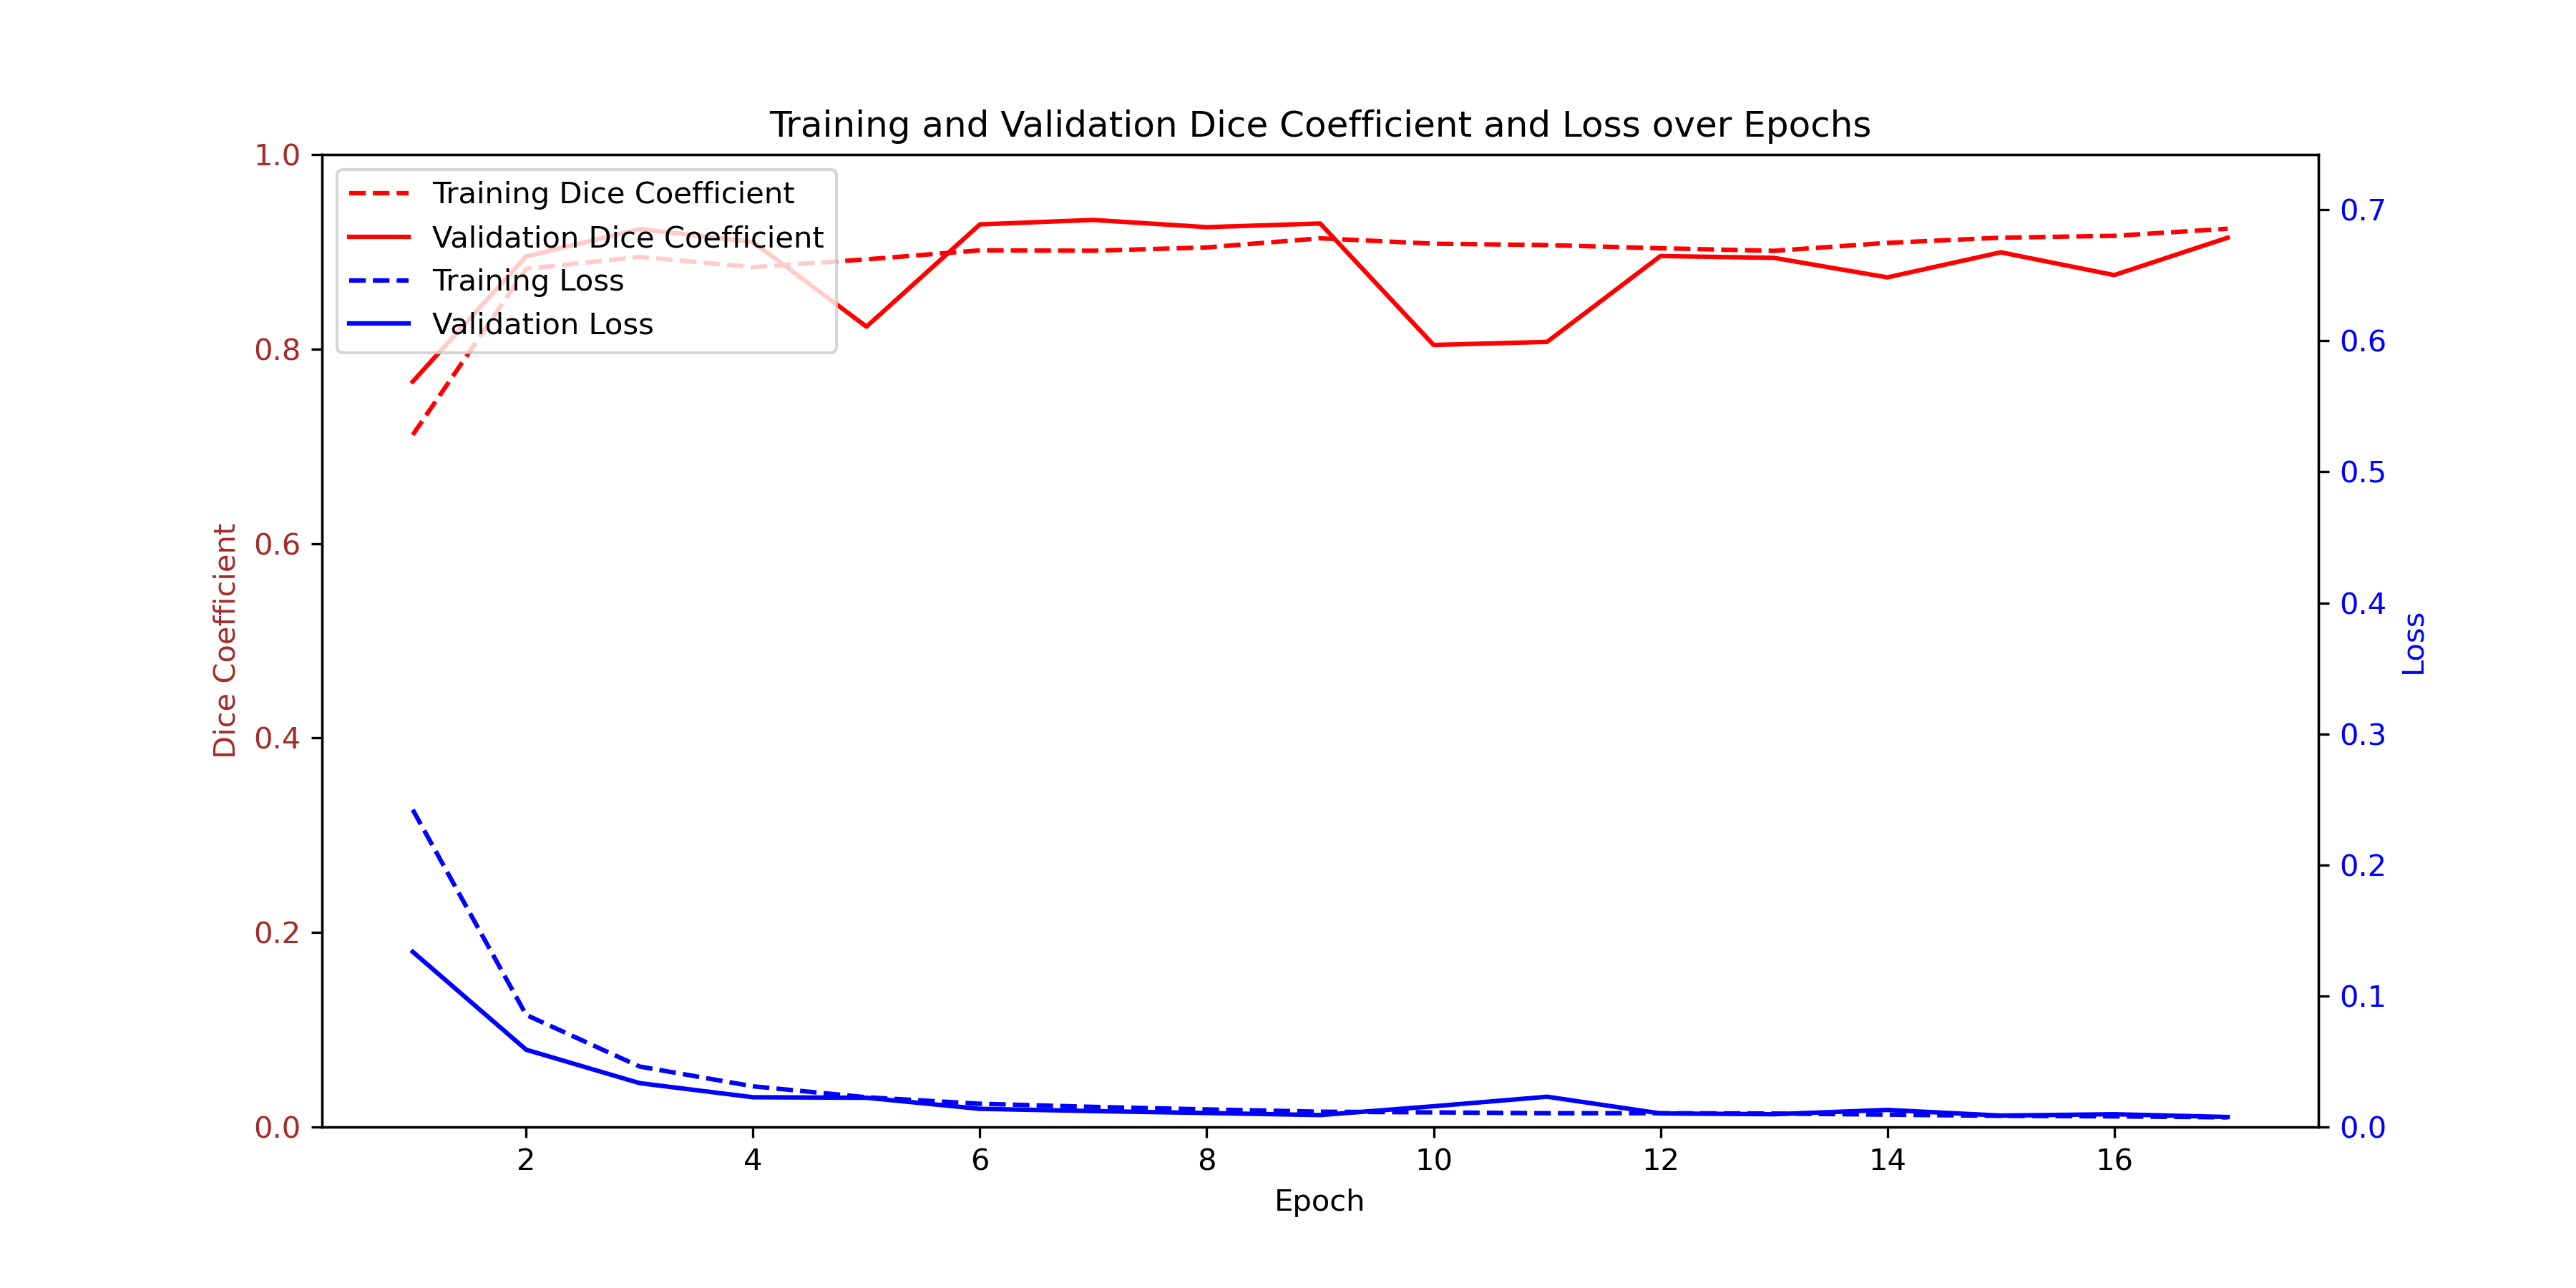 Training and Validation Dice Coefficient and Loss over Epochs
Training Dice Coefficient
Validation Dice Coefficient
Training Loss
Validation Loss
Dice Coefficient
1.0
0.8
0.6
0.4
0.2
0.0
2 4 6 8 10 12 14 16
Epoch
0.7
0.6
0.5
0.4
0.3
0.2
0.1
0.0
Loss